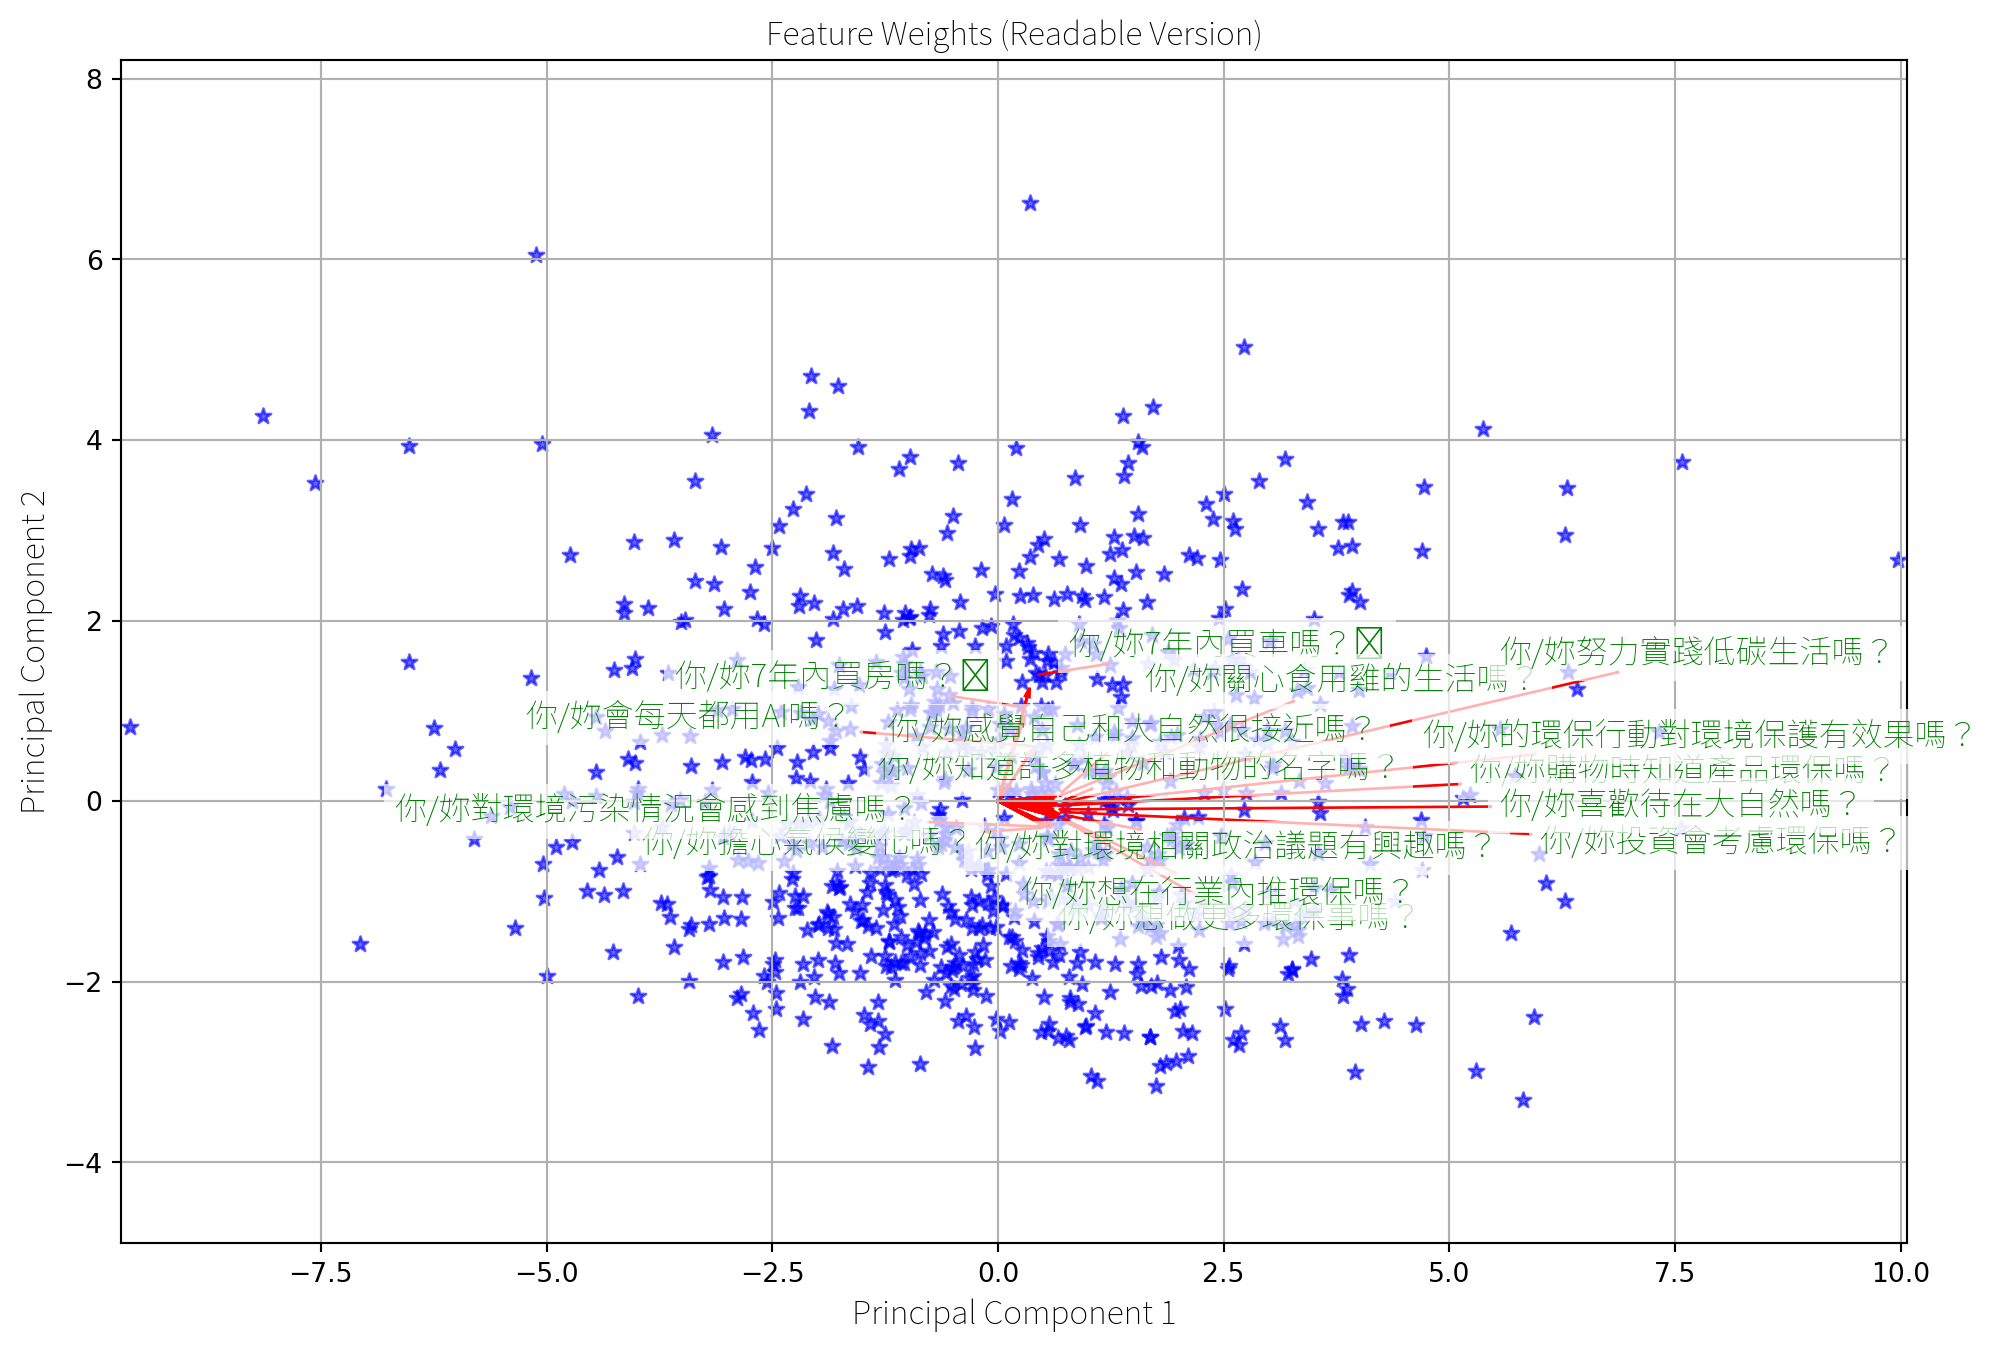 Feature Weights (Readable Version)
8
6
4
2
0
−2
−4
Principal Component 2
你/妳7年內買車嗎？
你/妳努力實踐低碳生活嗎？
你/妳7年內買房嗎？
你/妳關心食用雞的生活嗎？
你/妳會每天都用AI嗎？
你/妳感覺自己和大自然很接近嗎？
你/妳的環保行動對環境保護有效果嗎？
你/妳知道許多植物和動物的名字嗎？
你/妳購物時知道產品環保嗎？
你/妳對環境污染情況會感到焦慮嗎？
你/妳喜歡待在大自然嗎？
你/妳擔心氣候變化嗎？
你/妳對環境相關政治議題有興趣嗎？
你/妳投資會考慮環保嗎？
你/妳想在行業內推環保嗎？
你/妳想做更多環保事嗎？
−7.5
−5.0
−2.5
0.0
2.5
5.0
7.5
10.0
Principal Component 1